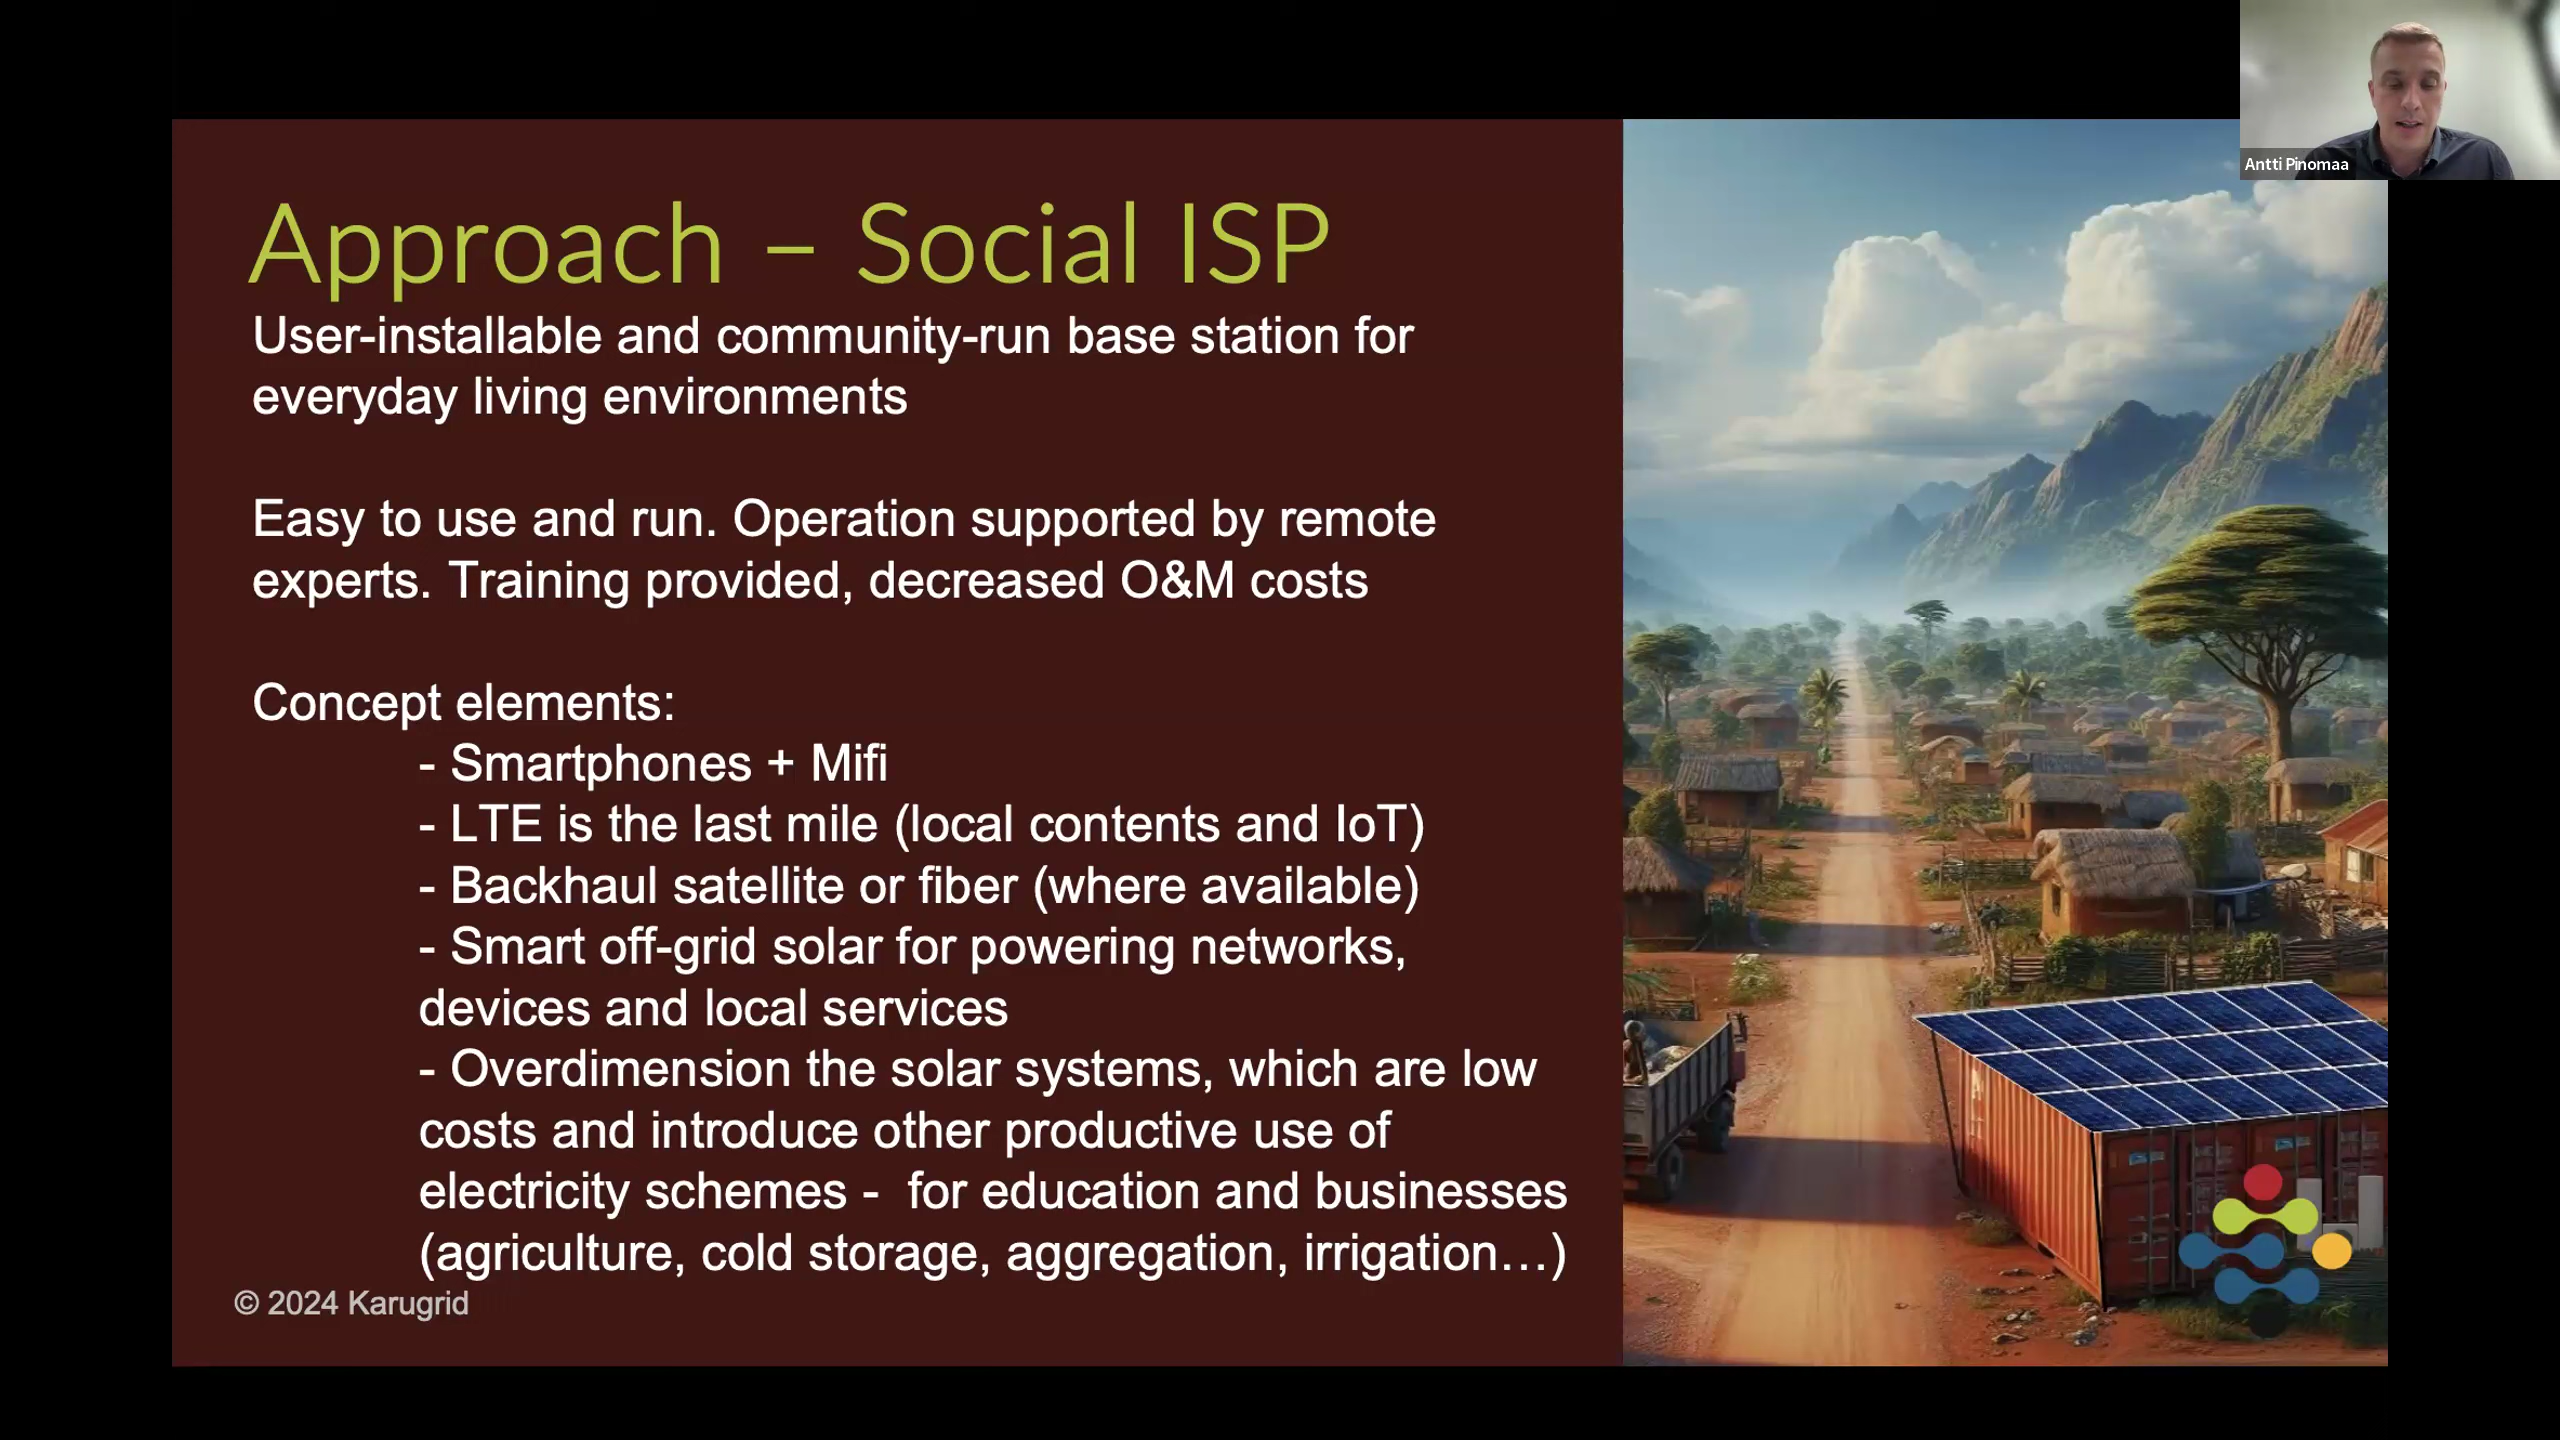 Antti Pinomaa
Approach – Social ISP
User-installable and community-run base station for
everyday living environments
Easy to use and run. Operation supported by remote
experts. Training provided, decreased O&M costs
Concept elements:
- Smartphones + Mifi
- LTE is the last mile (local contents and IoT)
- Backhaul satellite or fiber (where available)
- Smart off-grid solar for powering networks,
devices and local services
- Overdimension the solar systems, which are low
costs and introduce other productive use of
electricity schemes -  for education and businesses
(agriculture, cold storage, aggregation, irrigation…)
© 2024 Karugrid